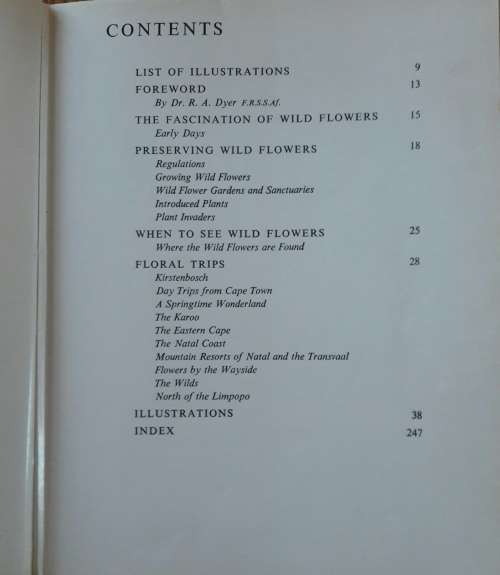 CONTENTS
LIST OF ILLUSTRATIONS 9
FOREWORD 13
By Dr. R. A. Dyer F.R.S.S.Af.
THE FASCINATION OF WILD FLOWERS 15
Early Days
PRESERVING WILD FLOWERS 18
Regulations
Growing Wild Flowers
Wild Flower Gardens and Sanctuaries
Introduced Plants
Plant Invaders
WHEN TO SEE WILD FLOWERS 25
Where the Wild Flowers are Found
FLORAL TRIPS 28
Kirstenbosch
Day Trips from Cape Town
A Springtime Wonderland
The Karoo
The Eastern Cape
The Natal Coast
Mountain Resorts of Natal and the Transvaal
Flowers by the Wayside
The Wilds
North of the Limpopo
ILLUSTRATIONS 38
INDEX 247